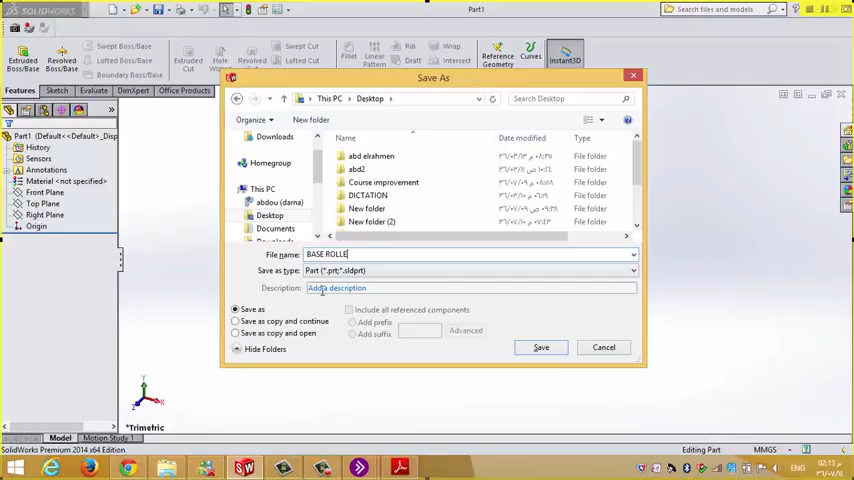 SOLIDWORKS
Part1
Search files and models
Extruded Boss/Base
Revolved Boss/Base
Swept Boss/Base
Lofted Boss/Base
Boundary Boss/Base
Extruded Cut
Hole Wizard
Revolved Cut
Swept Cut
Lofted Cut
Boundary Cut
Fillet
Linear Pattern
Rib
Draft
Shell
Wrap
Intersect
Mirror
Reference Geometry
Curves
Instant3D
Features
Sketch
Evaluate
DimXpert
Office Products
Part1 (Default<<Default>_Disp
History
Sensors
Annotations
Material <not specified>
Front Plane
Top Plane
Right Plane
Origin
Save As
This PC
Desktop
Search Desktop
Organize
New folder
Downloads
Homegroup
This PC
abdou (darna)
Desktop
Documents
Name
Date modified
Type
abd elrahmen
File folder
abd2
File folder
Course improvement
File folder
DICTATION
File folder
New folder
File folder
New folder (2)
File folder
File name:
BASE ROLLE
Save as type:
Part (*.prt;*.sldprt)
Description:
Add a description
Save as
Save as copy and continue
Save as copy and open
Include all referenced components
Add prefix
Add suffix
Advanced
Hide Folders
Save
Cancel
Y
X
Z
*Trimetric
Model
Motion Study 1
SolidWorks Premium 2014 x64 Edition
Editing Part
MMGS
ENG